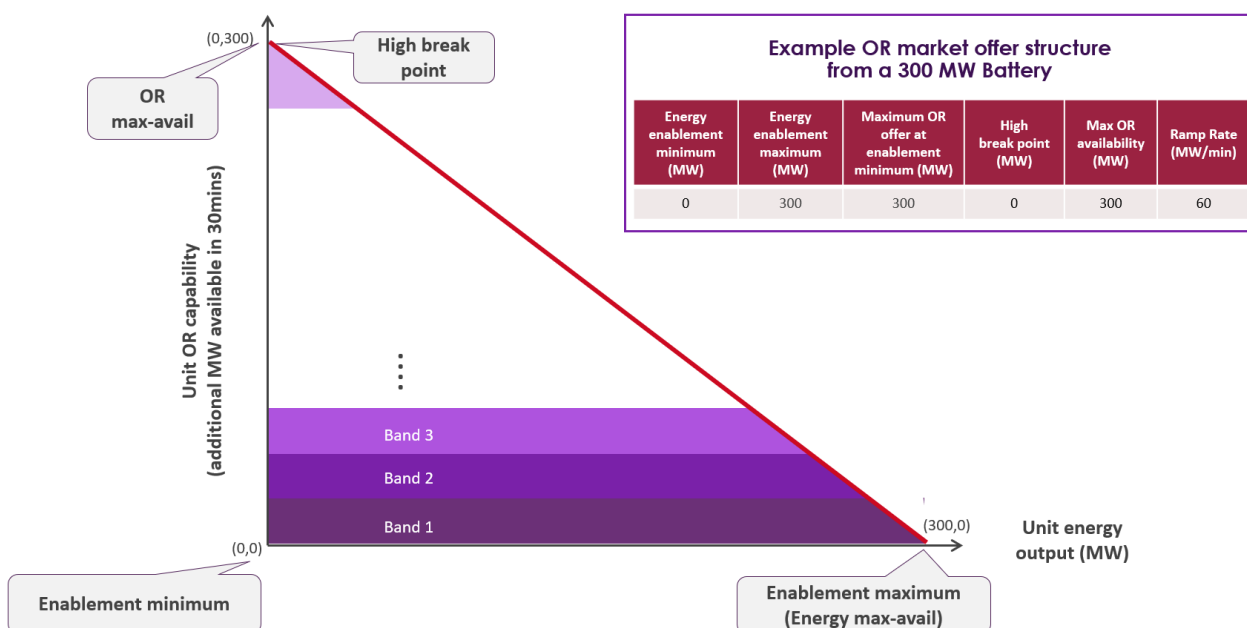 (0,300)
High break
point
OR
max-avail
Unit OR capability
(additional MW available in 30mins)
Band 3
Band 2
Band 1
(0,0)
(300,0)
Unit energy
output (MW)
Enablement minimum
Enablement maximum
(Energy max-avail)
Example OR market offer structure
from a 300 MW Battery
Energy enablement minimum (MW)
Energy enablement maximum (MW)
Maximum OR offer at enablement minimum (MW)
High break point (MW)
Max OR availability (MW)
Ramp Rate (MW/min)
0 300 300 0 300 60